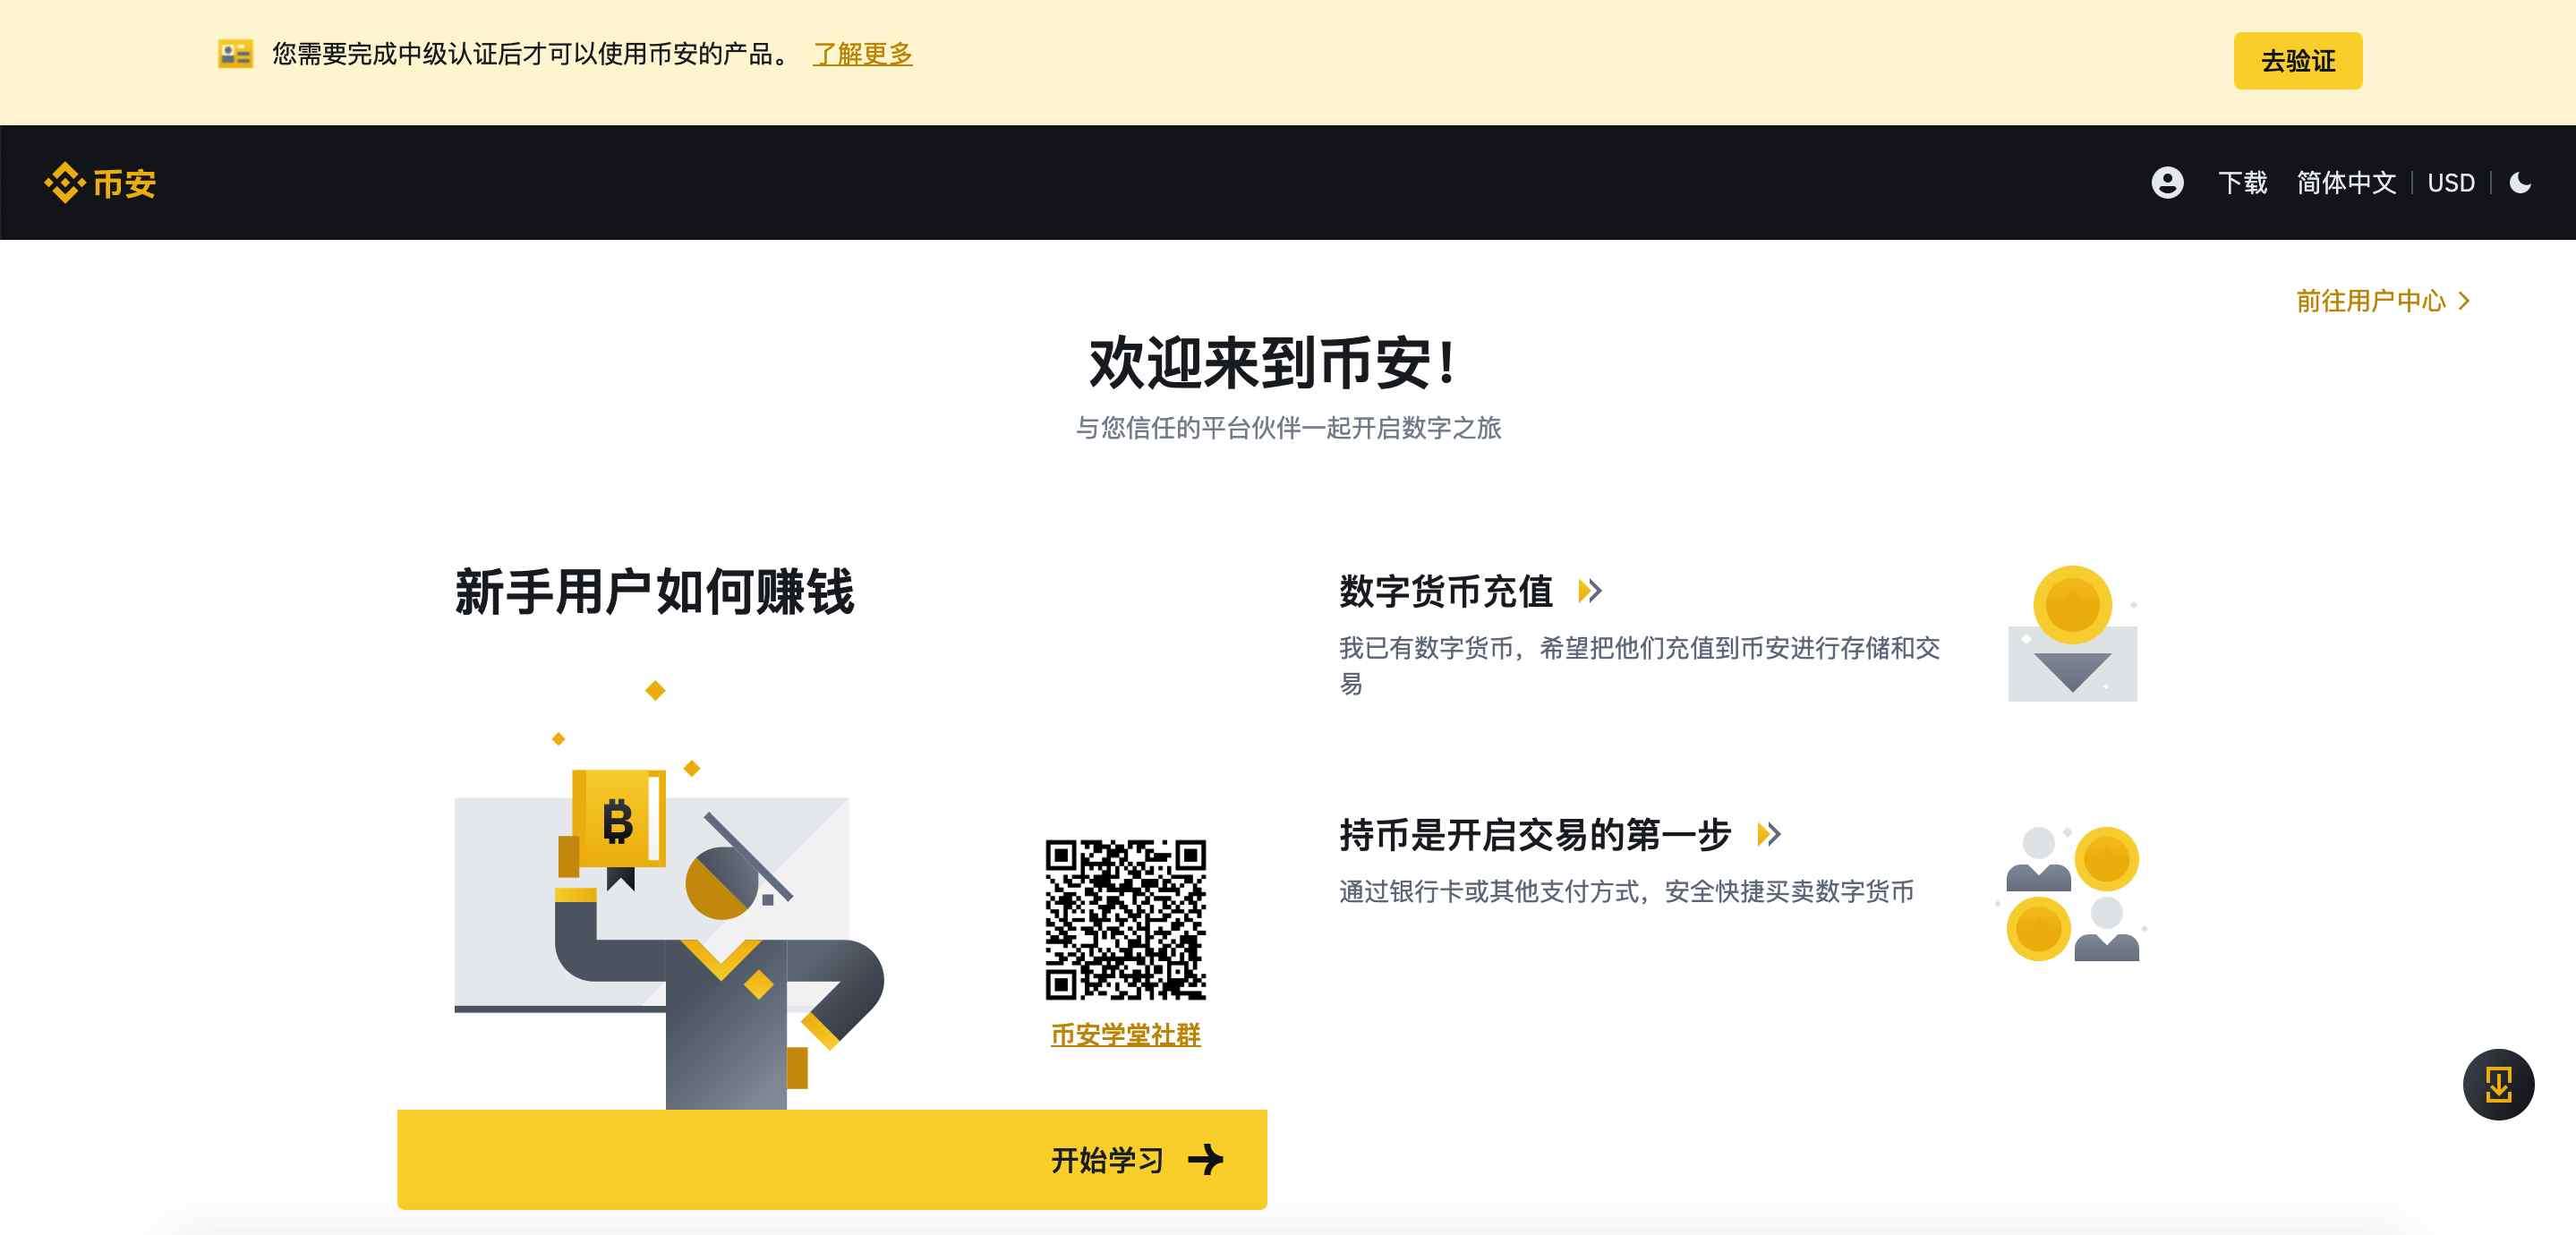 您需要完成中级认证后才可以使用币安的产品。 了解更多
去验证
币安
下载 简体中文 USD
前往用户中心
欢迎来到币安！
与您信任的平台伙伴一起开启数字之旅
新手用户如何赚钱
币安学堂社群
开始学习
数字货币充值
我已有数字货币，希望把他们充值到币安进行存储和交
易
持币是开启交易的第一步
通过银行卡或其他支付方式，安全快捷买卖数字货币